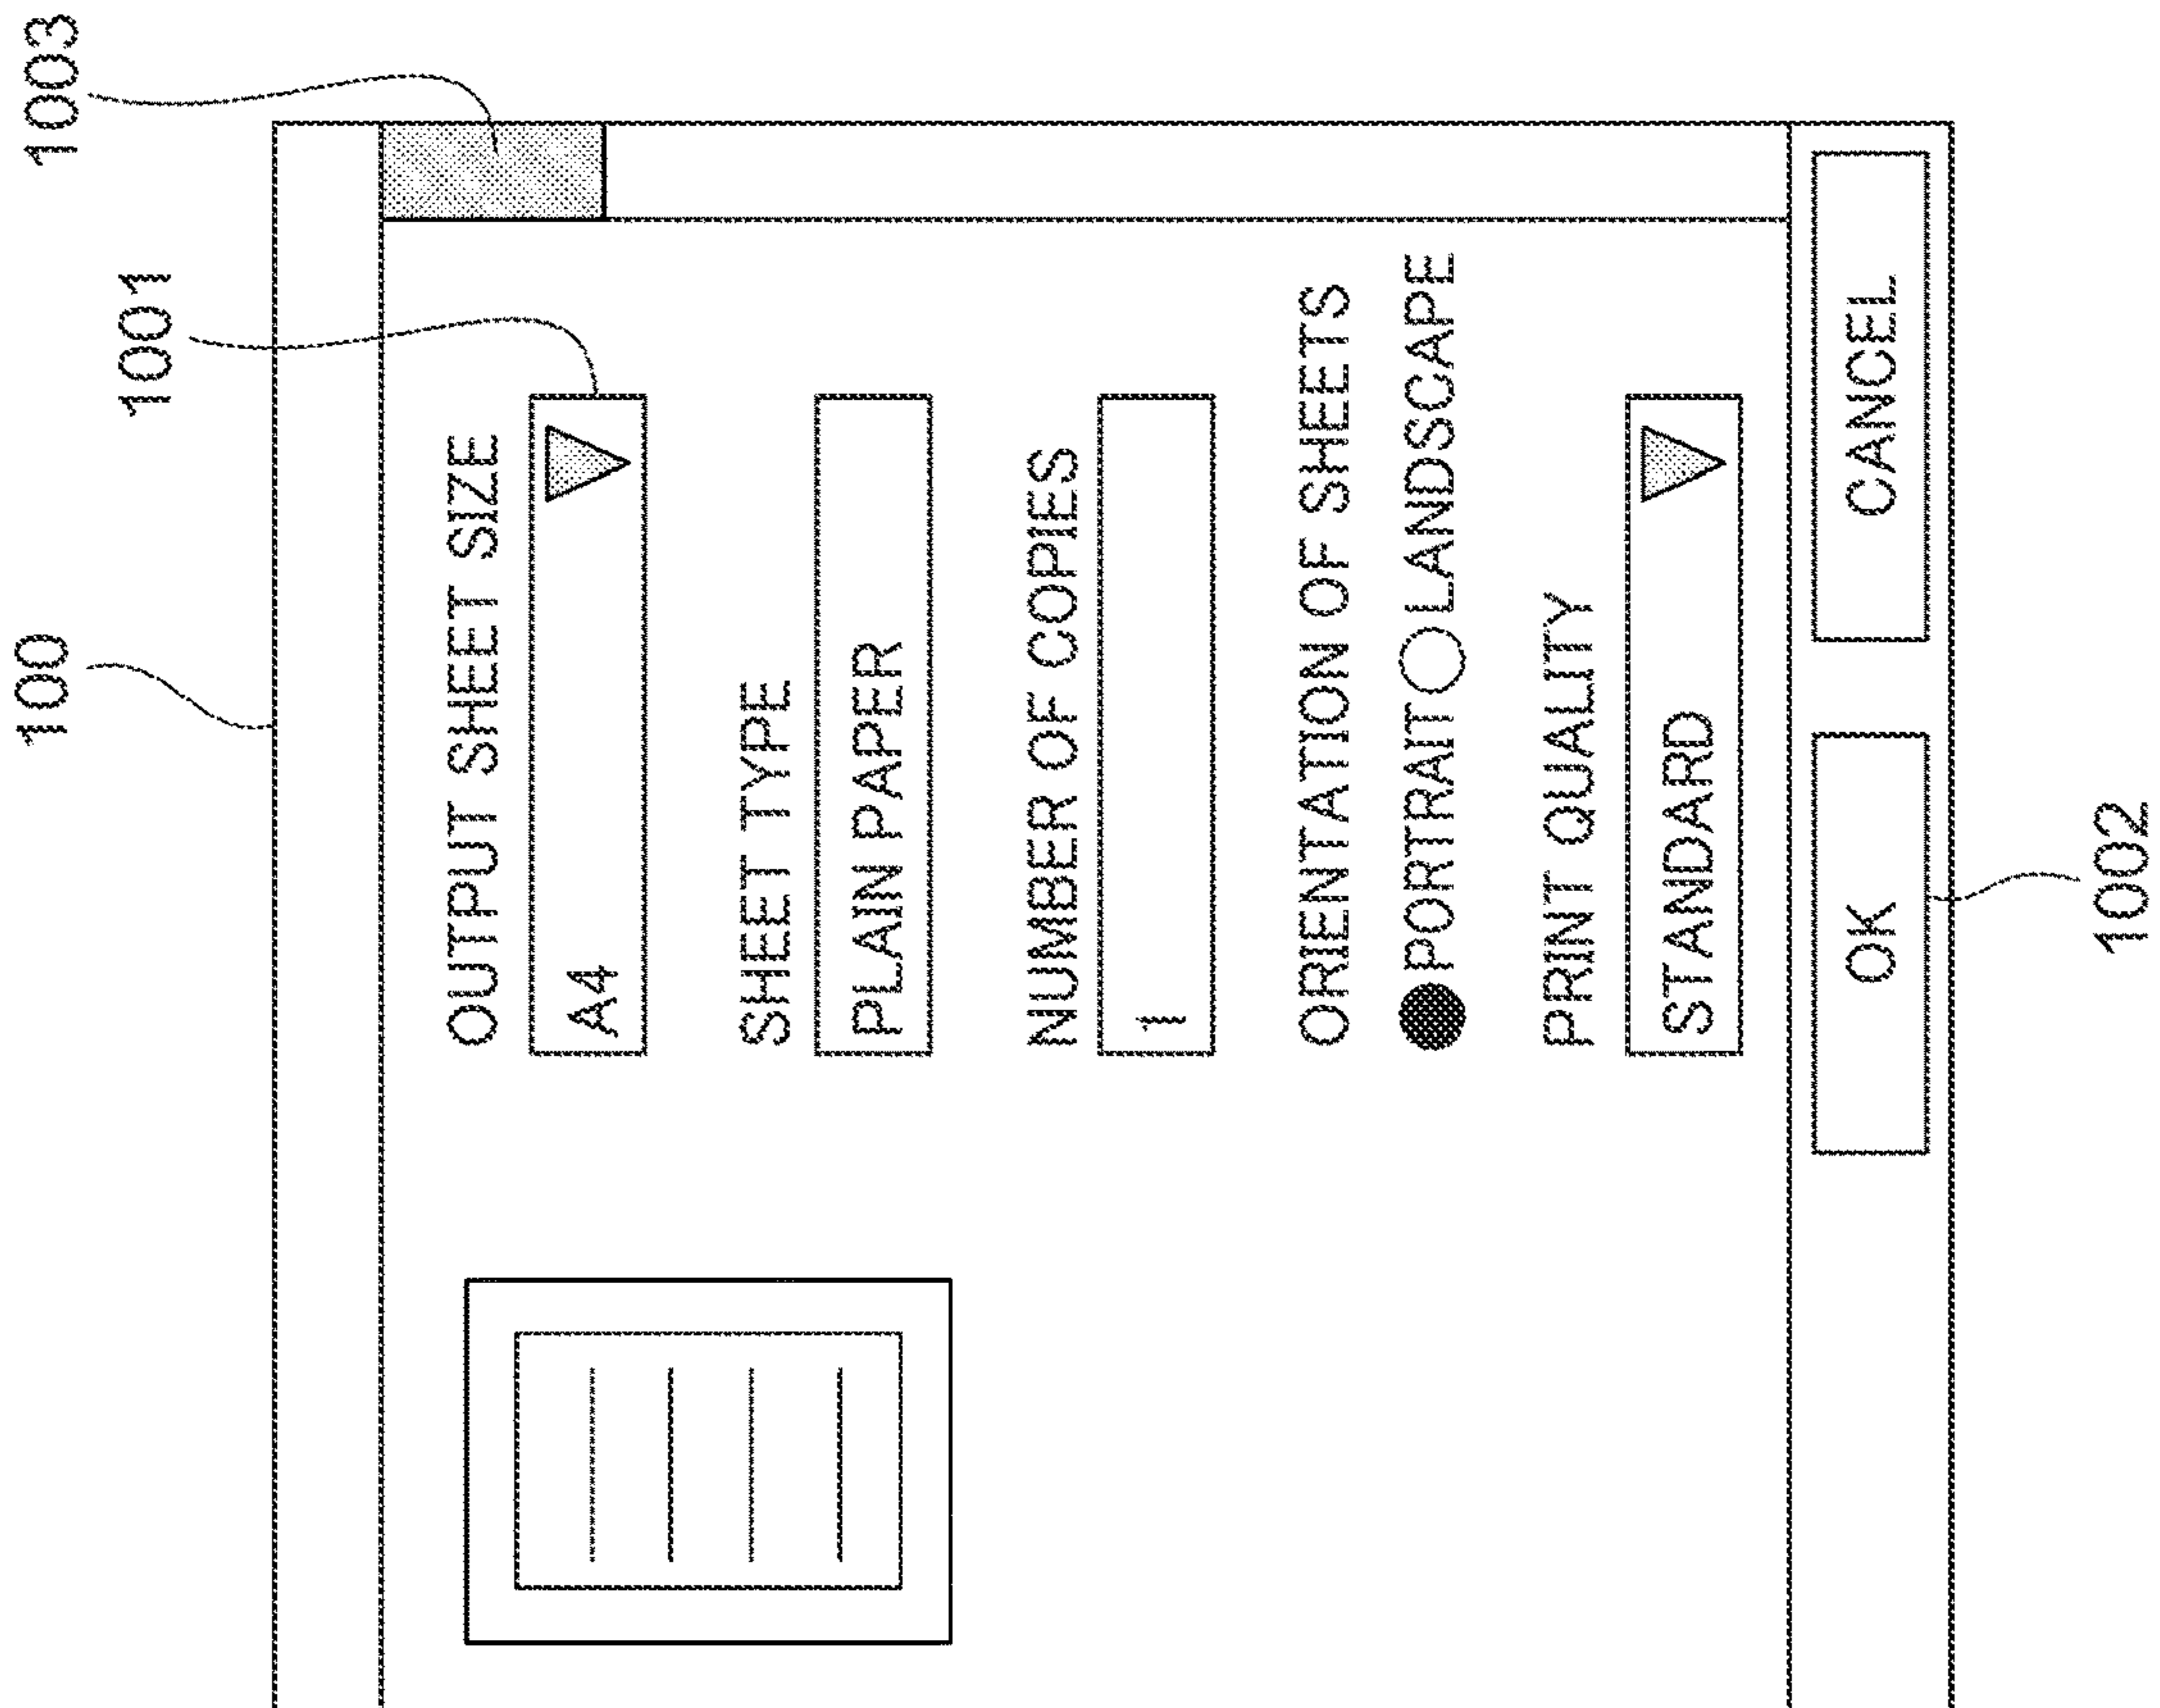 100
1003
1001
OUTPUT SHEET SIZE
A4
SHEET TYPE
PLAIN PAPER
NUMBER OF COPIES
1
ORIENTATION OF SHEETS
PORTRAIT LANDSCAPE
PRINT QUALITY
STANDARD
OK CANCEL
1002